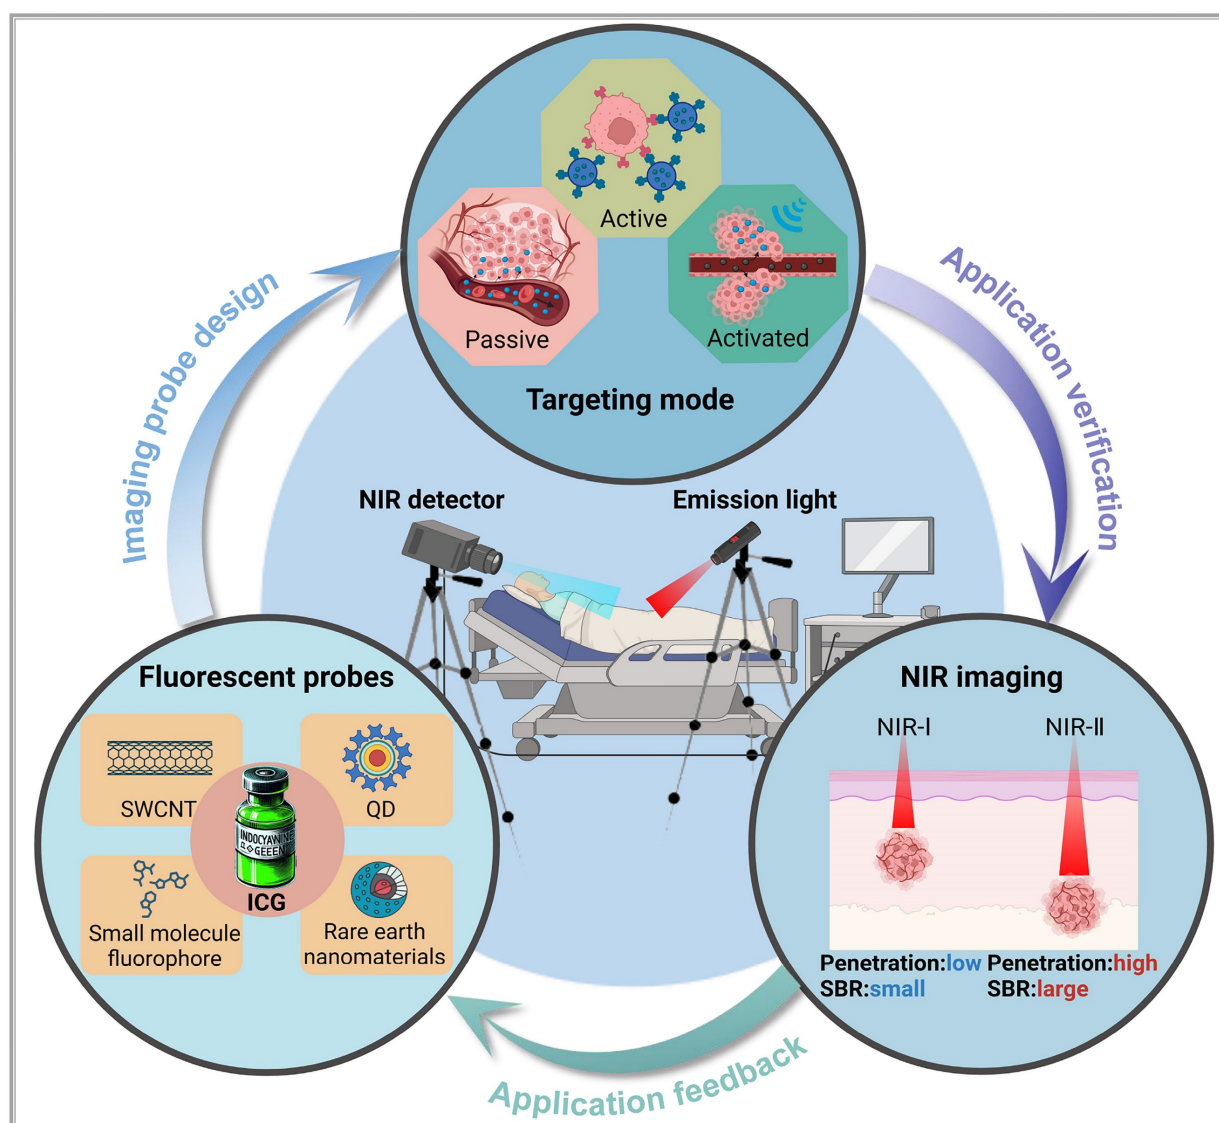 Active
Passive
Activated
Targeting mode
Imaging probe design
Application verification
NIR detector
Emission light
Fluorescent probes
SWCNT
QD
INDOCYANINE
GEEEN
ICG
Small molecule
fluorophore
Rare earth
nanomaterials
NIR imaging
NIR-I
NIR-II
Penetration:low
SBR:small
Penetration:high
SBR:large
Application feedback